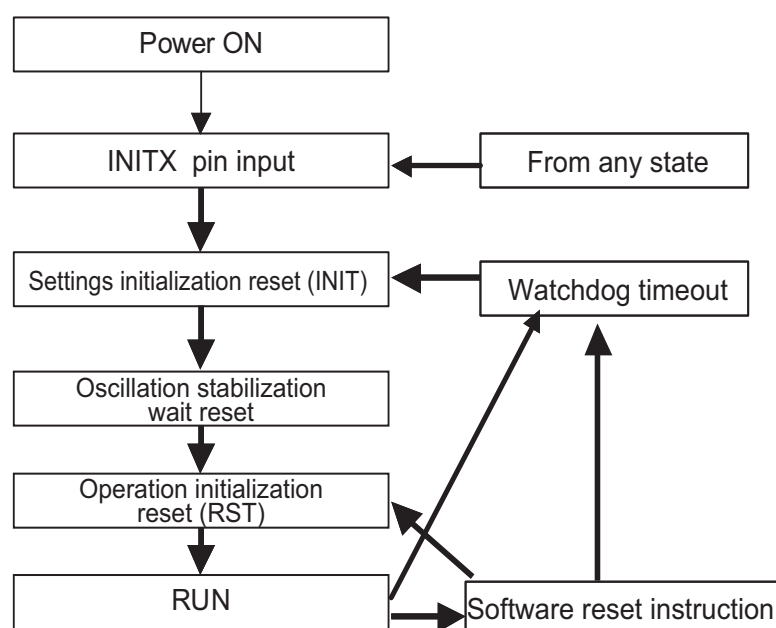 Power ON
INITX pin input
From any state
Settings initialization reset (INIT)
Watchdog timeout
Oscillation stabilization
wait reset
Operation initialization
reset (RST)
RUN
Software reset instruction